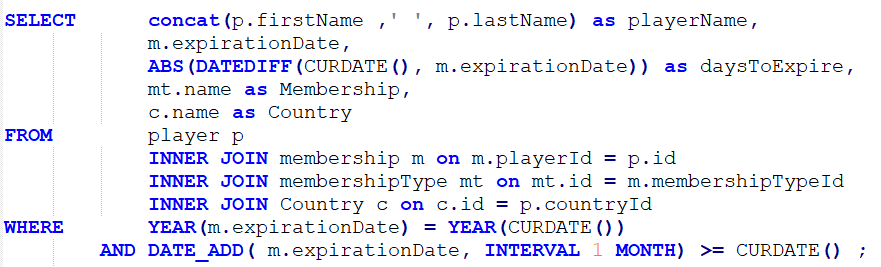 SELECT concat(p.firstName ,' ', p.lastName) as playerName,
m.expirationDate,
ABS(DATEDIFF(CURDATE(), m.expirationDate)) as daysToExpire,
mt.name as Membership,
c.name as Country
FROM player p
INNER JOIN membership m on m.playerId = p.id
INNER JOIN membershipType mt on mt.id = m.membershipTypeId
INNER JOIN Country c on c.id = p.countryId
WHERE YEAR(m.expirationDate) = YEAR(CURDATE())
AND DATE_ADD( m.expirationDate, INTERVAL 1 MONTH) >= CURDATE() ;